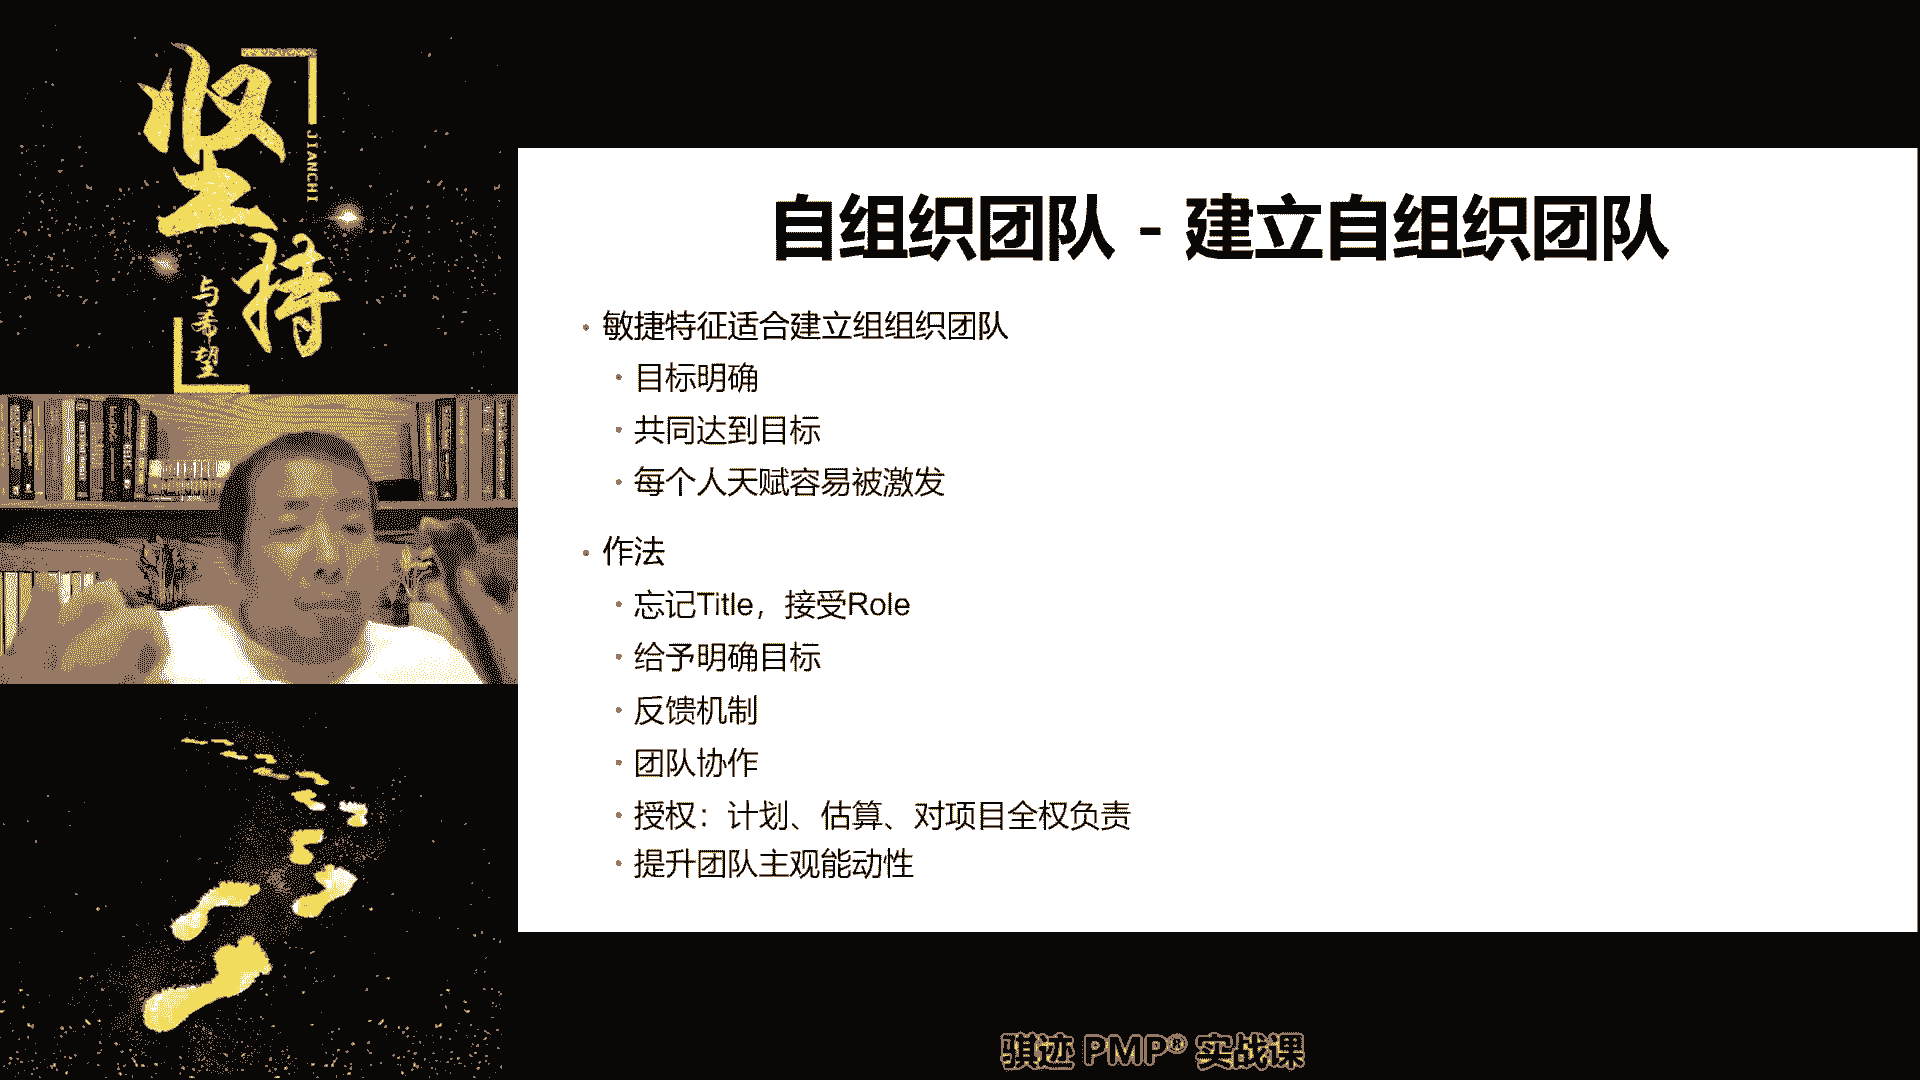 坚持
JIANCHI
与希望
自组织团队 - 建立自组织团队
• 敏捷特征适合建立组组织团队
• 目标明确
• 共同达到目标
• 每个人天赋容易被激发
• 作法
• 忘记Title，接受Role
• 给予明确目标
• 反馈机制
• 团队协作
• 授权：计划、估算、对项目全权负责
• 提升团队主观能动性
骐迹 PMP® 实战课